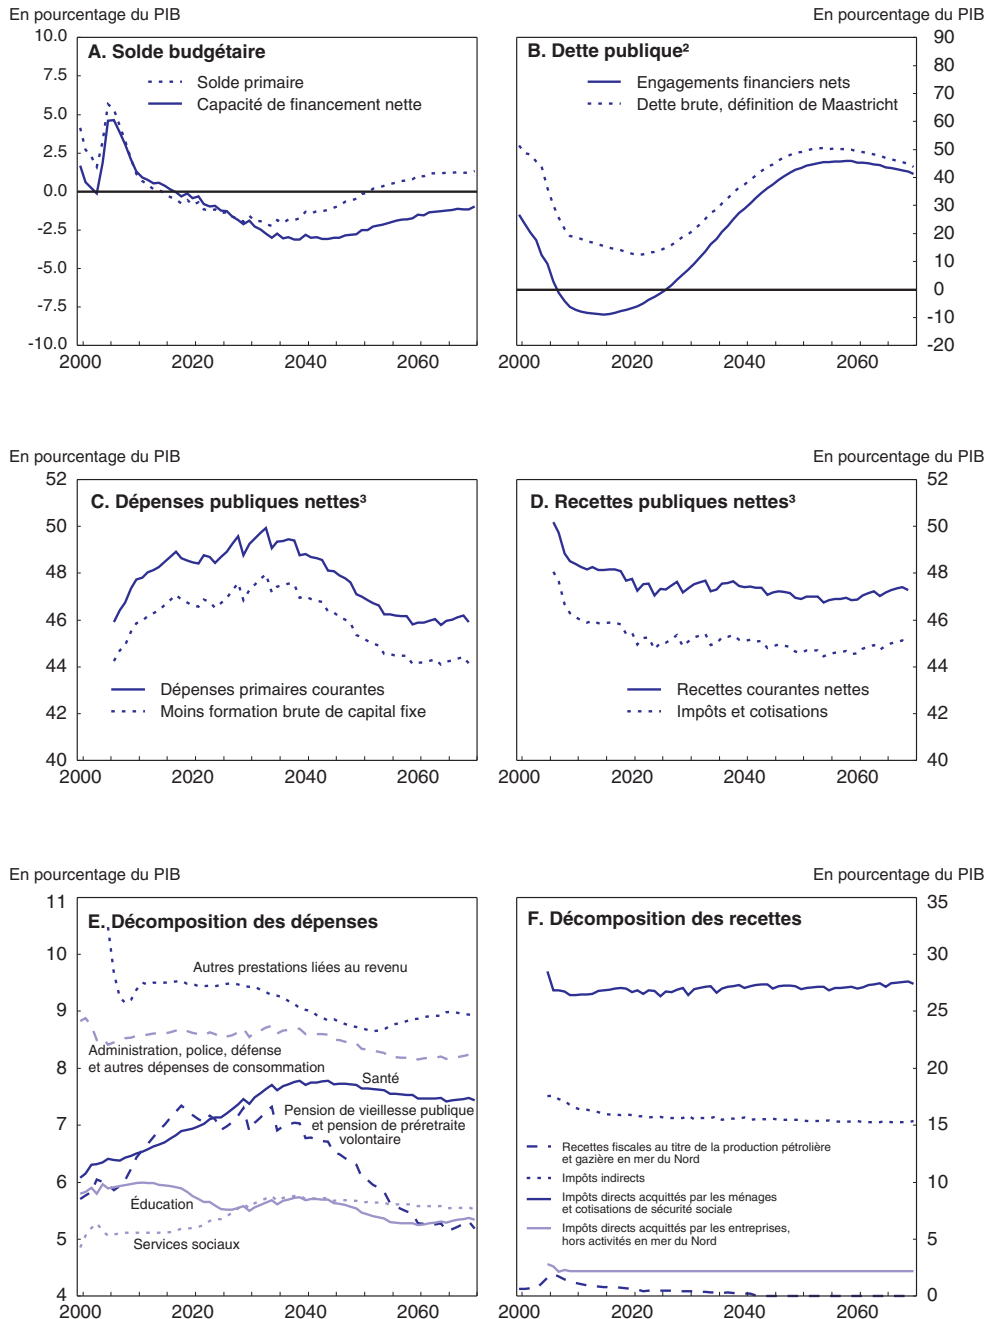 En pourcentage du PIB
A. Solde budgétaire
Solde primaire
Capacité de financement nette
10.0
7.5
5.0
2.5
0.0
-2.5
-5.0
-7.5
-10.0
2000 2020 2040 2060
En pourcentage du PIB
B. Dette publique²
Engagements financiers nets
Dette brute, définition de Maastricht
90
80
70
60
50
40
30
20
10
0
-10
-20
2000 2020 2040 2060
En pourcentage du PIB
C. Dépenses publiques nettes³
52
50
48
46
44
42
40
Dépenses primaires courantes
Moins formation brute de capital fixe
2000 2020 2040 2060
En pourcentage du PIB
D. Recettes publiques nettes³
52
50
48
46
44
42
40
Recettes courantes nettes
Impôts et cotisations
2000 2020 2040 2060
En pourcentage du PIB
E. Décomposition des dépenses
11
10
9
8
7
6
5
4
Autres prestations liées au revenu
Administration, police, défense
et autres dépenses de consommation
Santé
Pension de vieillesse publique
et pension de préretraite
volontaire
Éducation
Services sociaux
2000 2020 2040 2060
En pourcentage du PIB
F. Décomposition des recettes
35
30
25
20
15
10
5
0
Recettes fiscales au titre de la production pétrolière
et gazière en mer du Nord
Impôts indirects
Impôts directs acquittés par les ménages
et cotisations de sécurité sociale
Impôts directs acquittés par les entreprises,
hors activités en mer du Nord
2000 2020 2040 2060